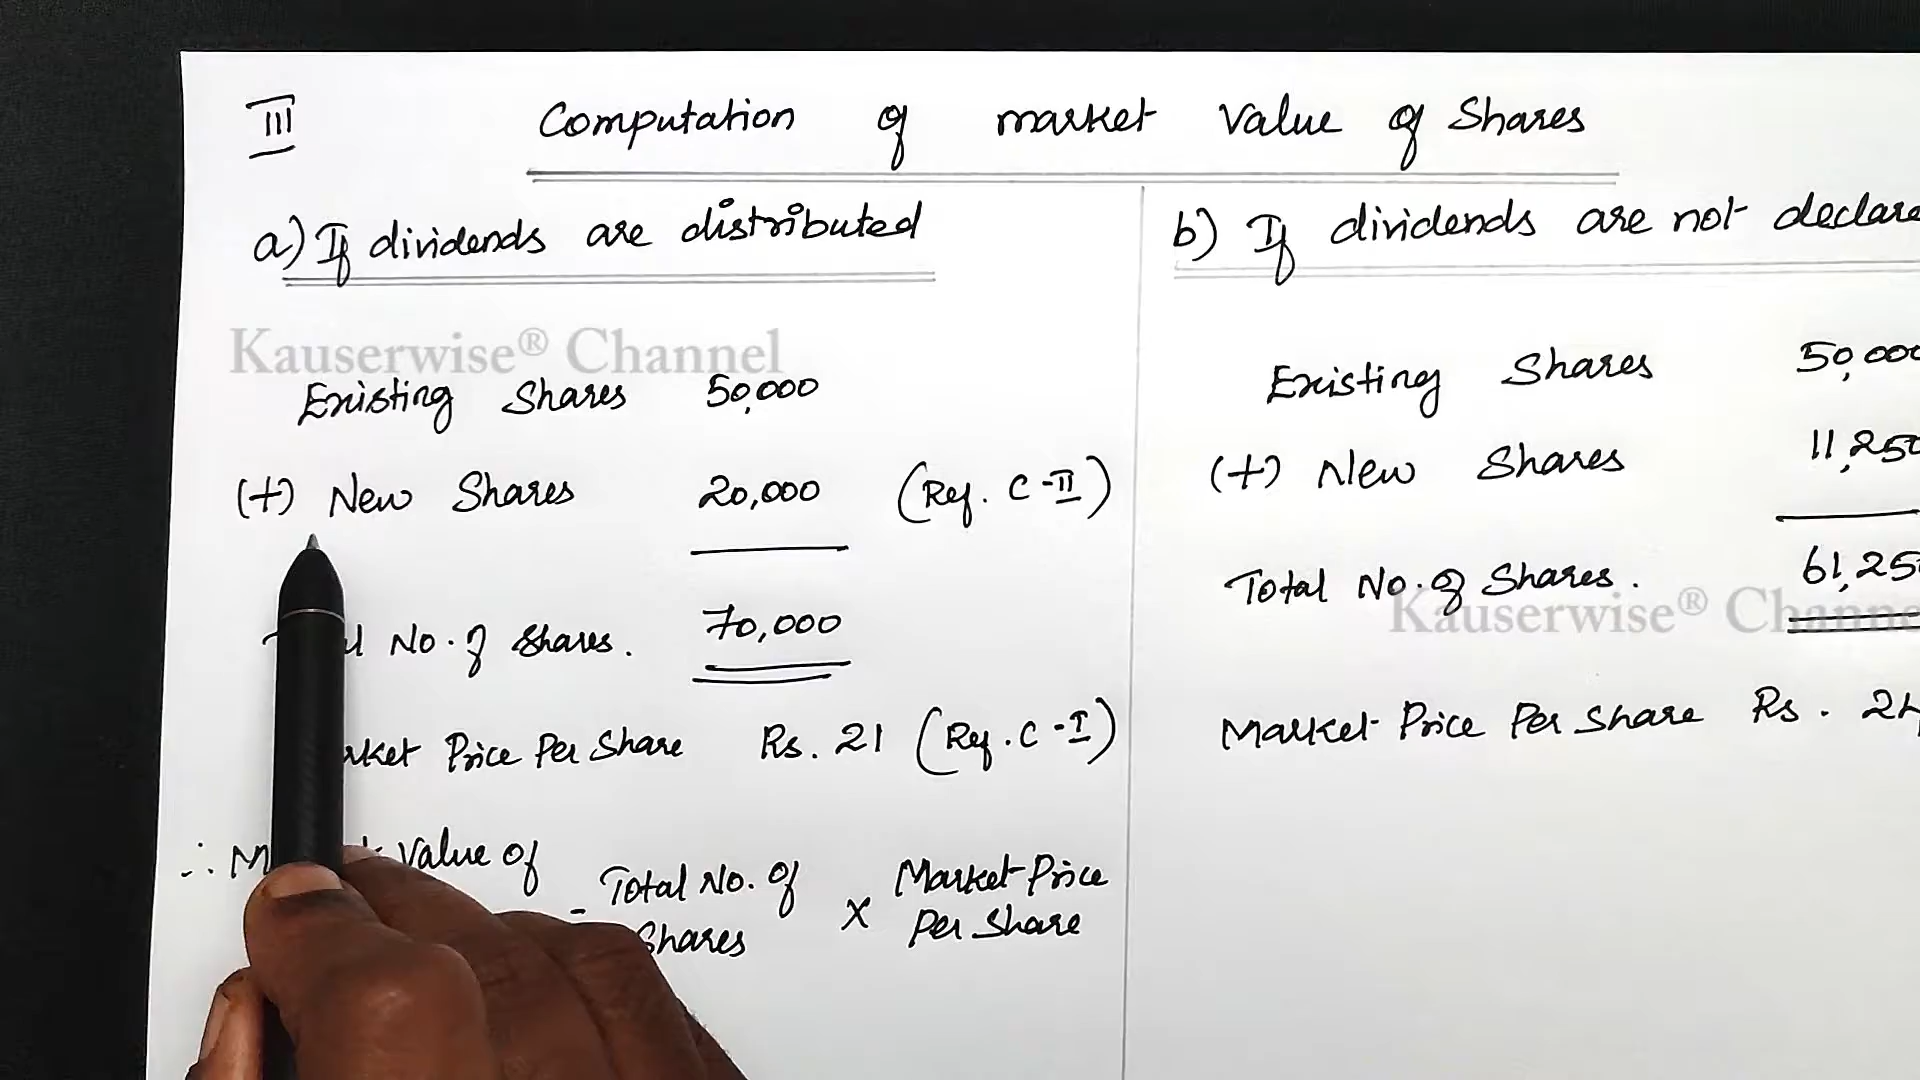 III
Computation of market Value of Shares
a) If dividends are distributed
Kauserwise® Channel
Existing Shares 50,000
(+) New Shares 20,000 (Ref. C-II)
No. of Shares. 70,000
Price Per Share Rs. 21 (Ref. C-I)
∴ Value of = Total No. of Shares X Market Price Per Share
b) If dividends are not
Existing Shares 50,000
(+) New Shares
Total No. of Shares.
Kauserwise®
Market Price Per Share Rs.